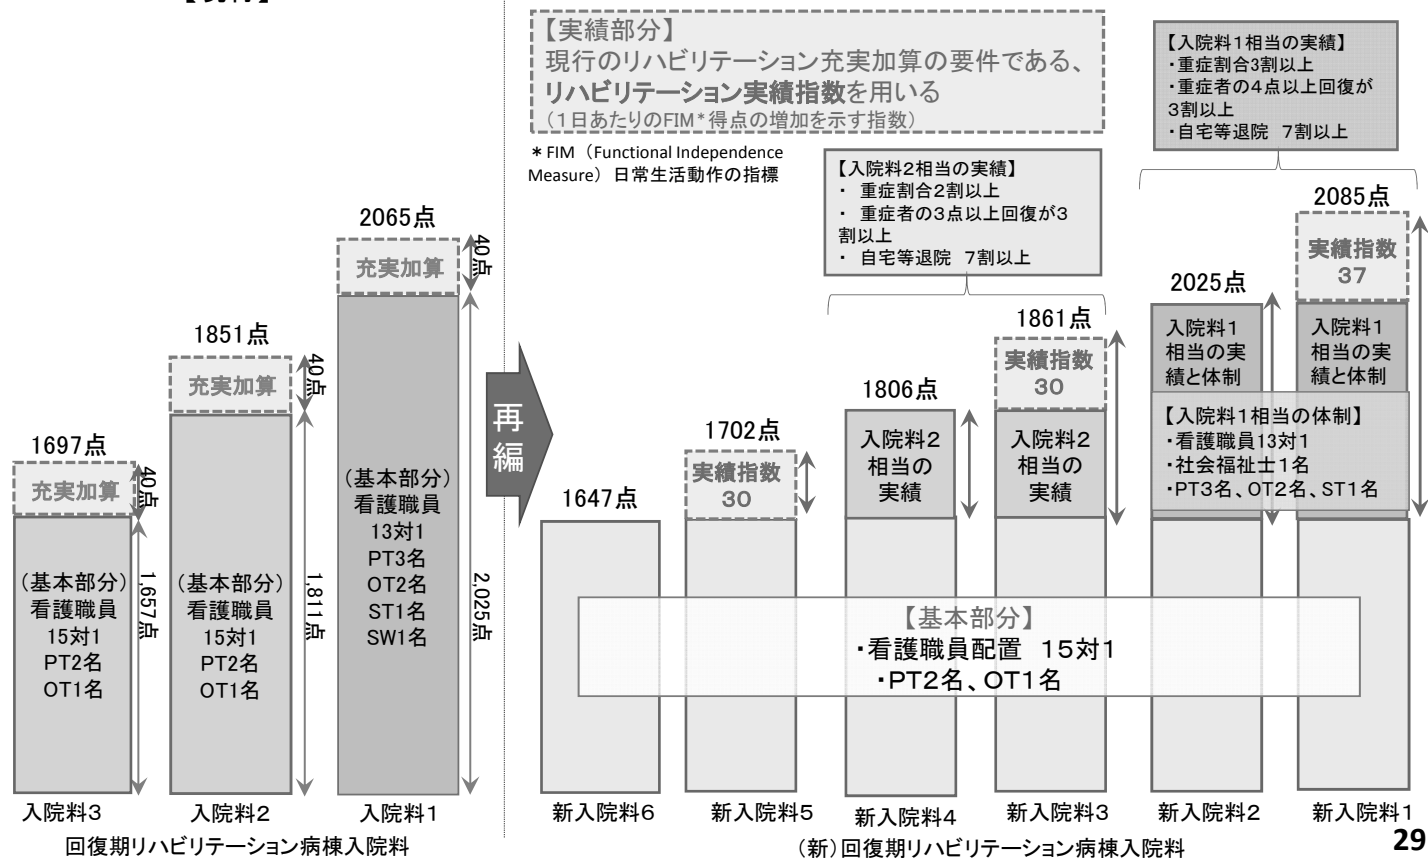 【実績部分】
現行のリハビリテーション充実加算の要件である、
リハビリテーション実績指数を用いる
(1日あたりのFIM*得点の増加を示す指数)
* FIM (Functional Independence
Measure) 日常生活動作の指標
【入院料1相当の実績】
・重症割合3割以上
・重症者の4点以上回復が
3割以上
・自宅等退院 7割以上
【入院料2相当の実績】
・ 重症割合2割以上
・ 重症者の3点以上回復が3
割以上
・ 自宅等退院 7割以上
1697点
充実加算
40点
(基本部分)
看護職員
15対1
PT2名
OT1名
1,657点
入院料3
1851点
充実加算
40点
(基本部分)
看護職員
15対1
PT2名
OT1名
1,811点
入院料2
2065点
充実加算
40点
(基本部分)
看護職員
13対1
PT3名
OT2名
ST1名
SW1名
2,025点
入院料1
回復期リハビリテーション病棟入院料
再
編
1647点
新入院料6
1702点
実績指数
30
新入院料5
1806点
入院料2
相当の
実績
新入院料4
1861点
実績指数
30
入院料2
相当の
実績
新入院料3
2025点
入院料1
相当の実
績と体制
新入院料2
2085点
実績指数
37
入院料1
相当の実
績と体制
新入院料1
【入院料1相当の体制】
・看護職員13対1
・社会福祉士1名
・PT3名、OT2名、ST1名
【基本部分】
・看護職員配置 15対1
・PT2名、OT1名
(新)回復期リハビリテーション病棟入院料
29